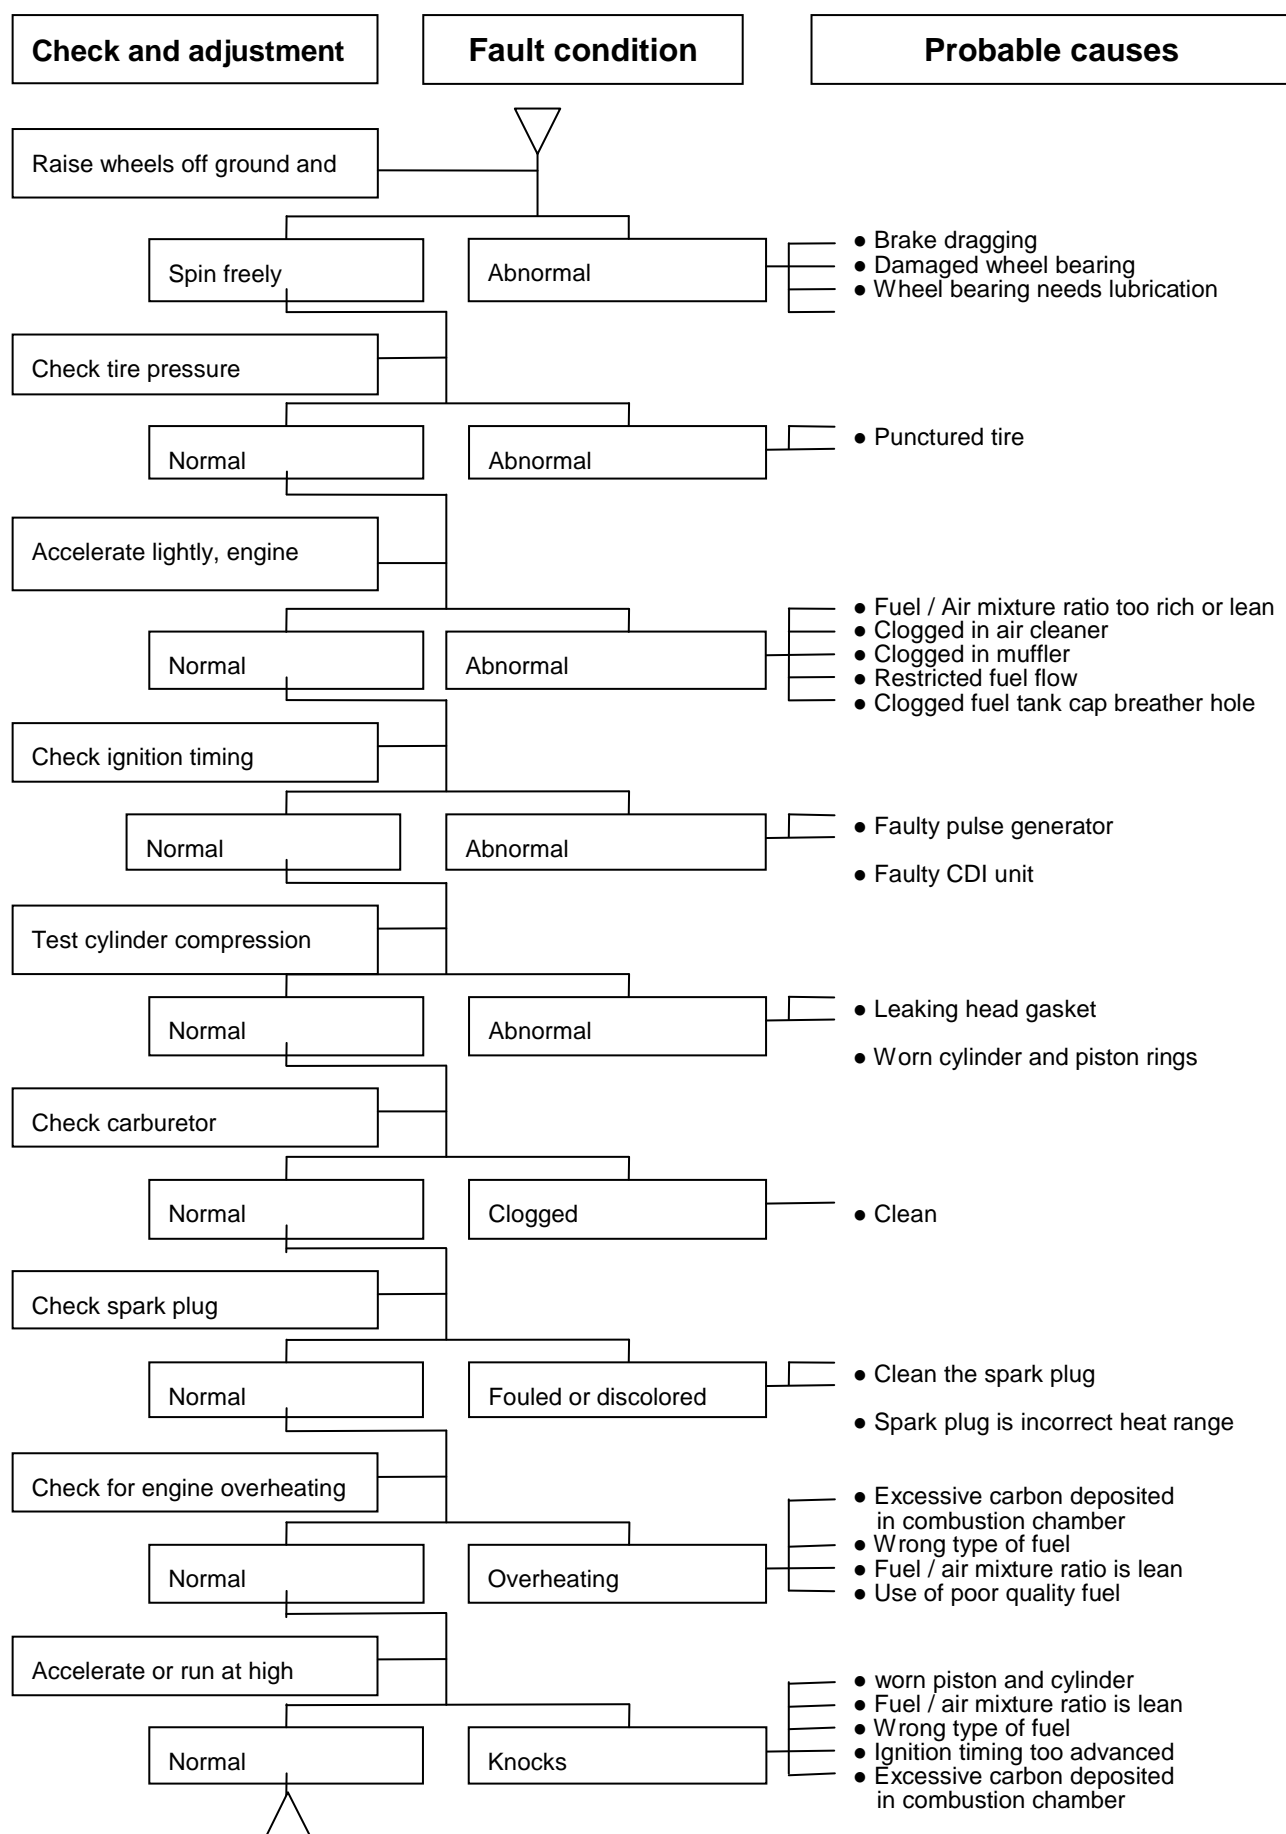 Check and adjustment
Fault condition
Probable causes
Raise wheels off ground and
Spin freely
Abnormal
● Brake dragging
● Damaged wheel bearing
● Wheel bearing needs lubrication
Check tire pressure
Normal
Abnormal
● Punctured tire
Accelerate lightly, engine
Normal
Abnormal
● Fuel / Air mixture ratio too rich or lean
● Clogged in air cleaner
● Clogged in muffler
● Restricted fuel flow
● Clogged fuel tank cap breather hole
Check ignition timing
Normal
Abnormal
● Faulty pulse generator
● Faulty CDI unit
Test cylinder compression
Normal
Abnormal
● Leaking head gasket
● Worn cylinder and piston rings
Check carburetor
Normal
Clogged
● Clean
Check spark plug
Normal
Fouled or discolored
● Clean the spark plug
● Spark plug is incorrect heat range
Check for engine overheating
Normal
Overheating
● Excessive carbon deposited
in combustion chamber
● Wrong type of fuel
● Fuel / air mixture ratio is lean
● Use of poor quality fuel
Accelerate or run at high
Normal
Knocks
● worn piston and cylinder
● Fuel / air mixture ratio is lean
● Wrong type of fuel
● Ignition timing too advanced
● Excessive carbon deposited
in combustion chamber